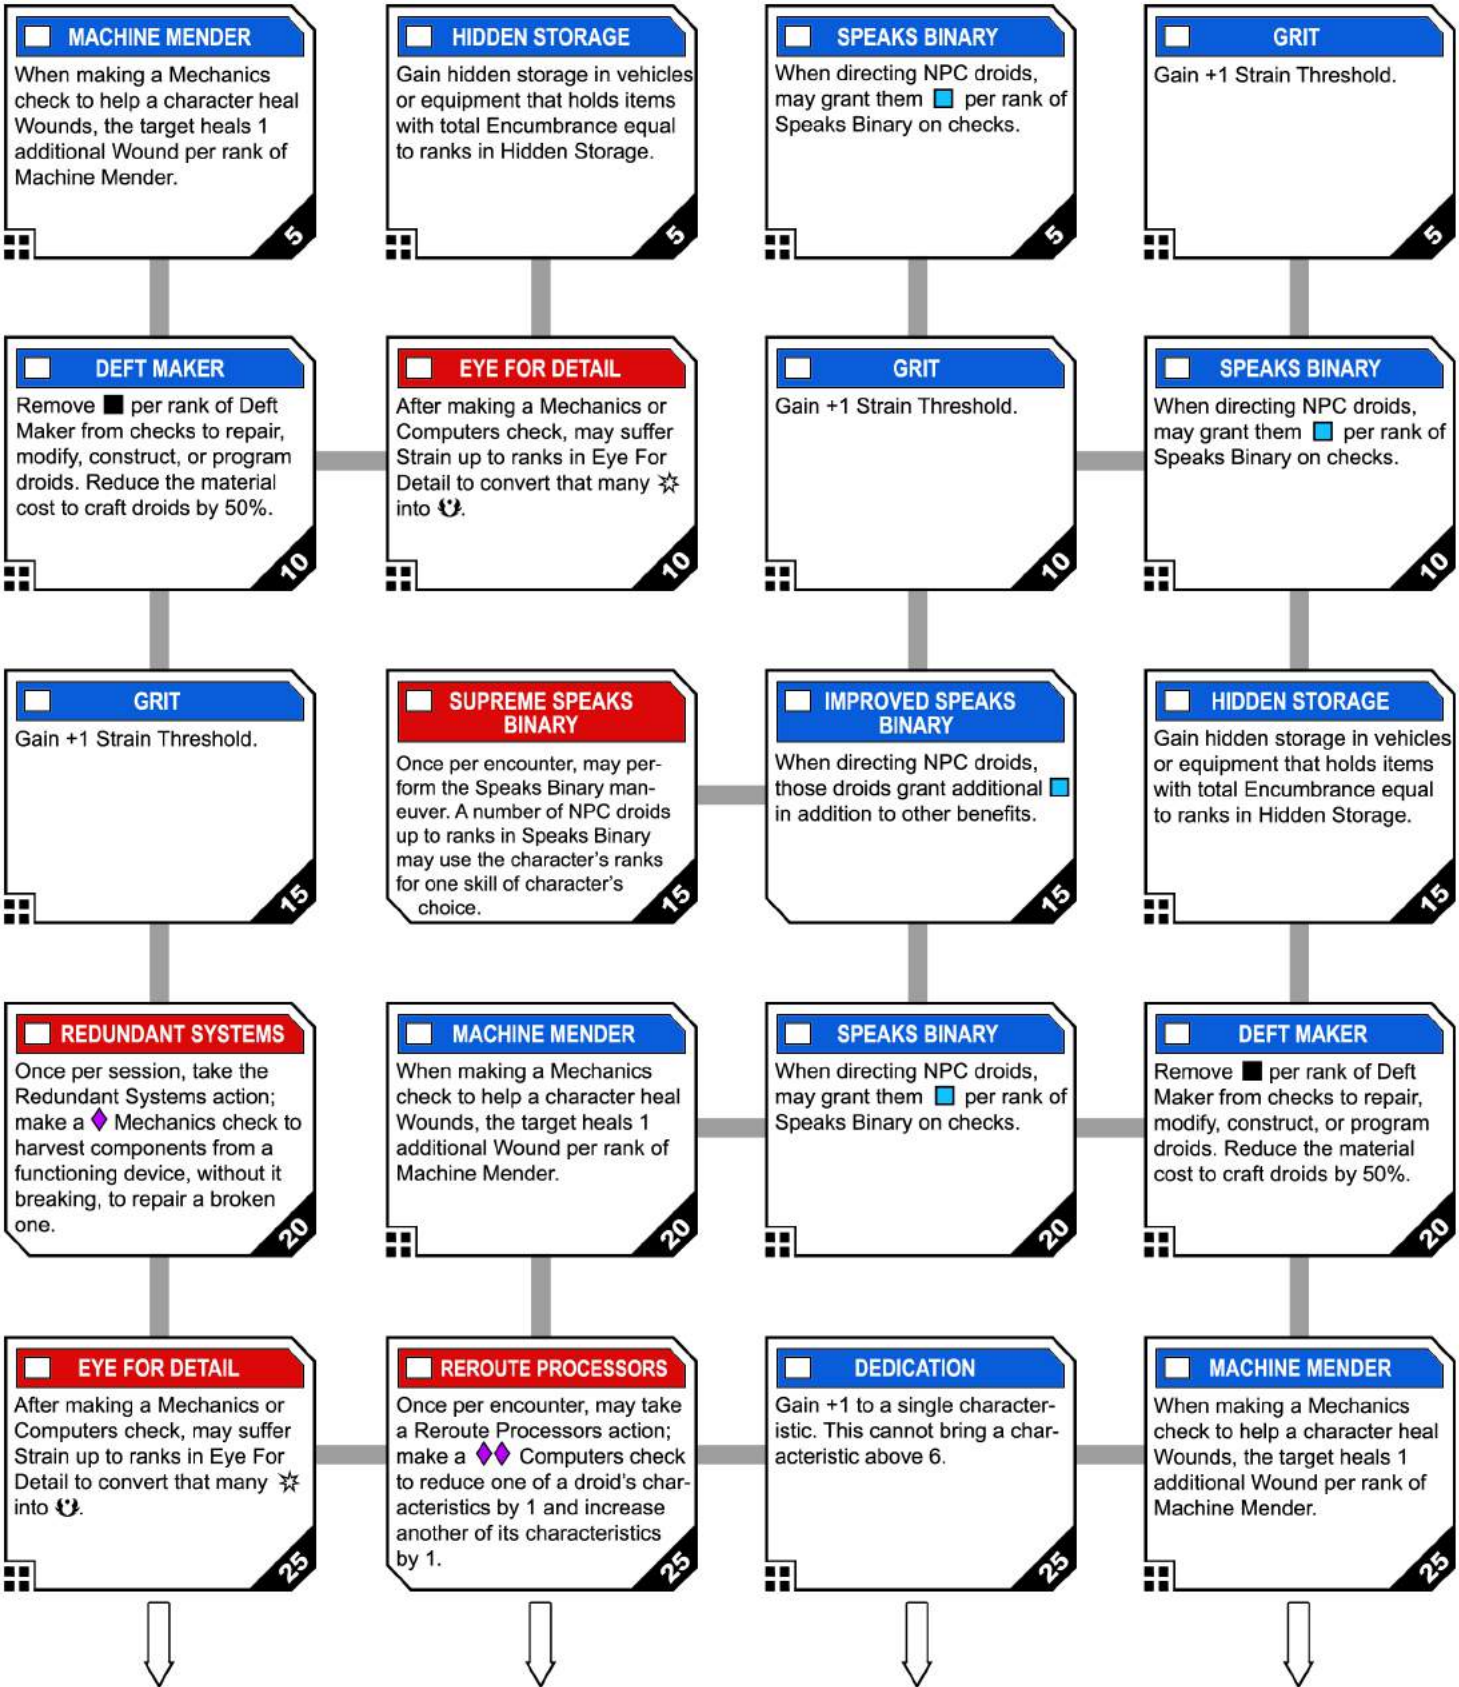 MACHINE MENDER
When making a Mechanics
check to help a character heal
Wounds, the target heals 1
additional Wound per rank of
Machine Mender.
5
HIDDEN STORAGE
Gain hidden storage in vehicles
or equipment that holds items
with total Encumbrance equal
to ranks in Hidden Storage.
5
SPEAKS BINARY
When directing NPC droids,
may grant them per rank of
Speaks Binary on checks.
5
GRIT
Gain +1 Strain Threshold.
5
DEFT MAKER
Remove per rank of Deft
Maker from checks to repair,
modify, construct, or program
droids. Reduce the material
cost to craft droids by 50%.
10
EYE FOR DETAIL
After making a Mechanics or
Computers check, may suffer
Strain up to ranks in Eye For
Detail to convert that many
into .
10
GRIT
Gain +1 Strain Threshold.
10
SPEAKS BINARY
When directing NPC droids,
may grant them per rank of
Speaks Binary on checks.
10
GRIT
Gain +1 Strain Threshold.
15
SUPREME SPEAKS
BINARY
Once per encounter, may per-
form the Speaks Binary man-
euver. A number of NPC droids
up to ranks in Speaks Binary
may use the character's ranks
for one skill of character's
choice.
15
IMPROVED SPEAKS
BINARY
When directing NPC droids,
those droids grant additional
in addition to other benefits.
15
HIDDEN STORAGE
Gain hidden storage in vehicles
or equipment that holds items
with total Encumbrance equal
to ranks in Hidden Storage.
15
REDUNDANT SYSTEMS
Once per session, take the
Redundant Systems action;
make a Mechanics check to
harvest components from a
functioning device, without it
breaking, to repair a broken
one.
20
MACHINE MENDER
When making a Mechanics
check to help a character heal
Wounds, the target heals 1
additional Wound per rank of
Machine Mender.
20
SPEAKS BINARY
When directing NPC droids,
may grant them per rank of
Speaks Binary on checks.
20
DEFT MAKER
Remove per rank of Deft
Maker from checks to repair,
modify, construct, or program
droids. Reduce the material
cost to craft droids by 50%.
20
EYE FOR DETAIL
After making a Mechanics or
Computers check, may suffer
Strain up to ranks in Eye For
Detail to convert that many
into .
25
REROUTE PROCESSORS
Once per encounter, may take
a Reroute Processors action;
make a Computers check
to reduce one of a droid's char-
acteristics by 1 and increase
another of its characteristics
by 1.
25
DEDICATION
Gain +1 to a single character-
istic. This cannot bring a char-
acteristic above 6.
25
MACHINE MENDER
When making a Mechanics
check to help a character heal
Wounds, the target heals 1
additional Wound per rank of
Machine Mender.
25